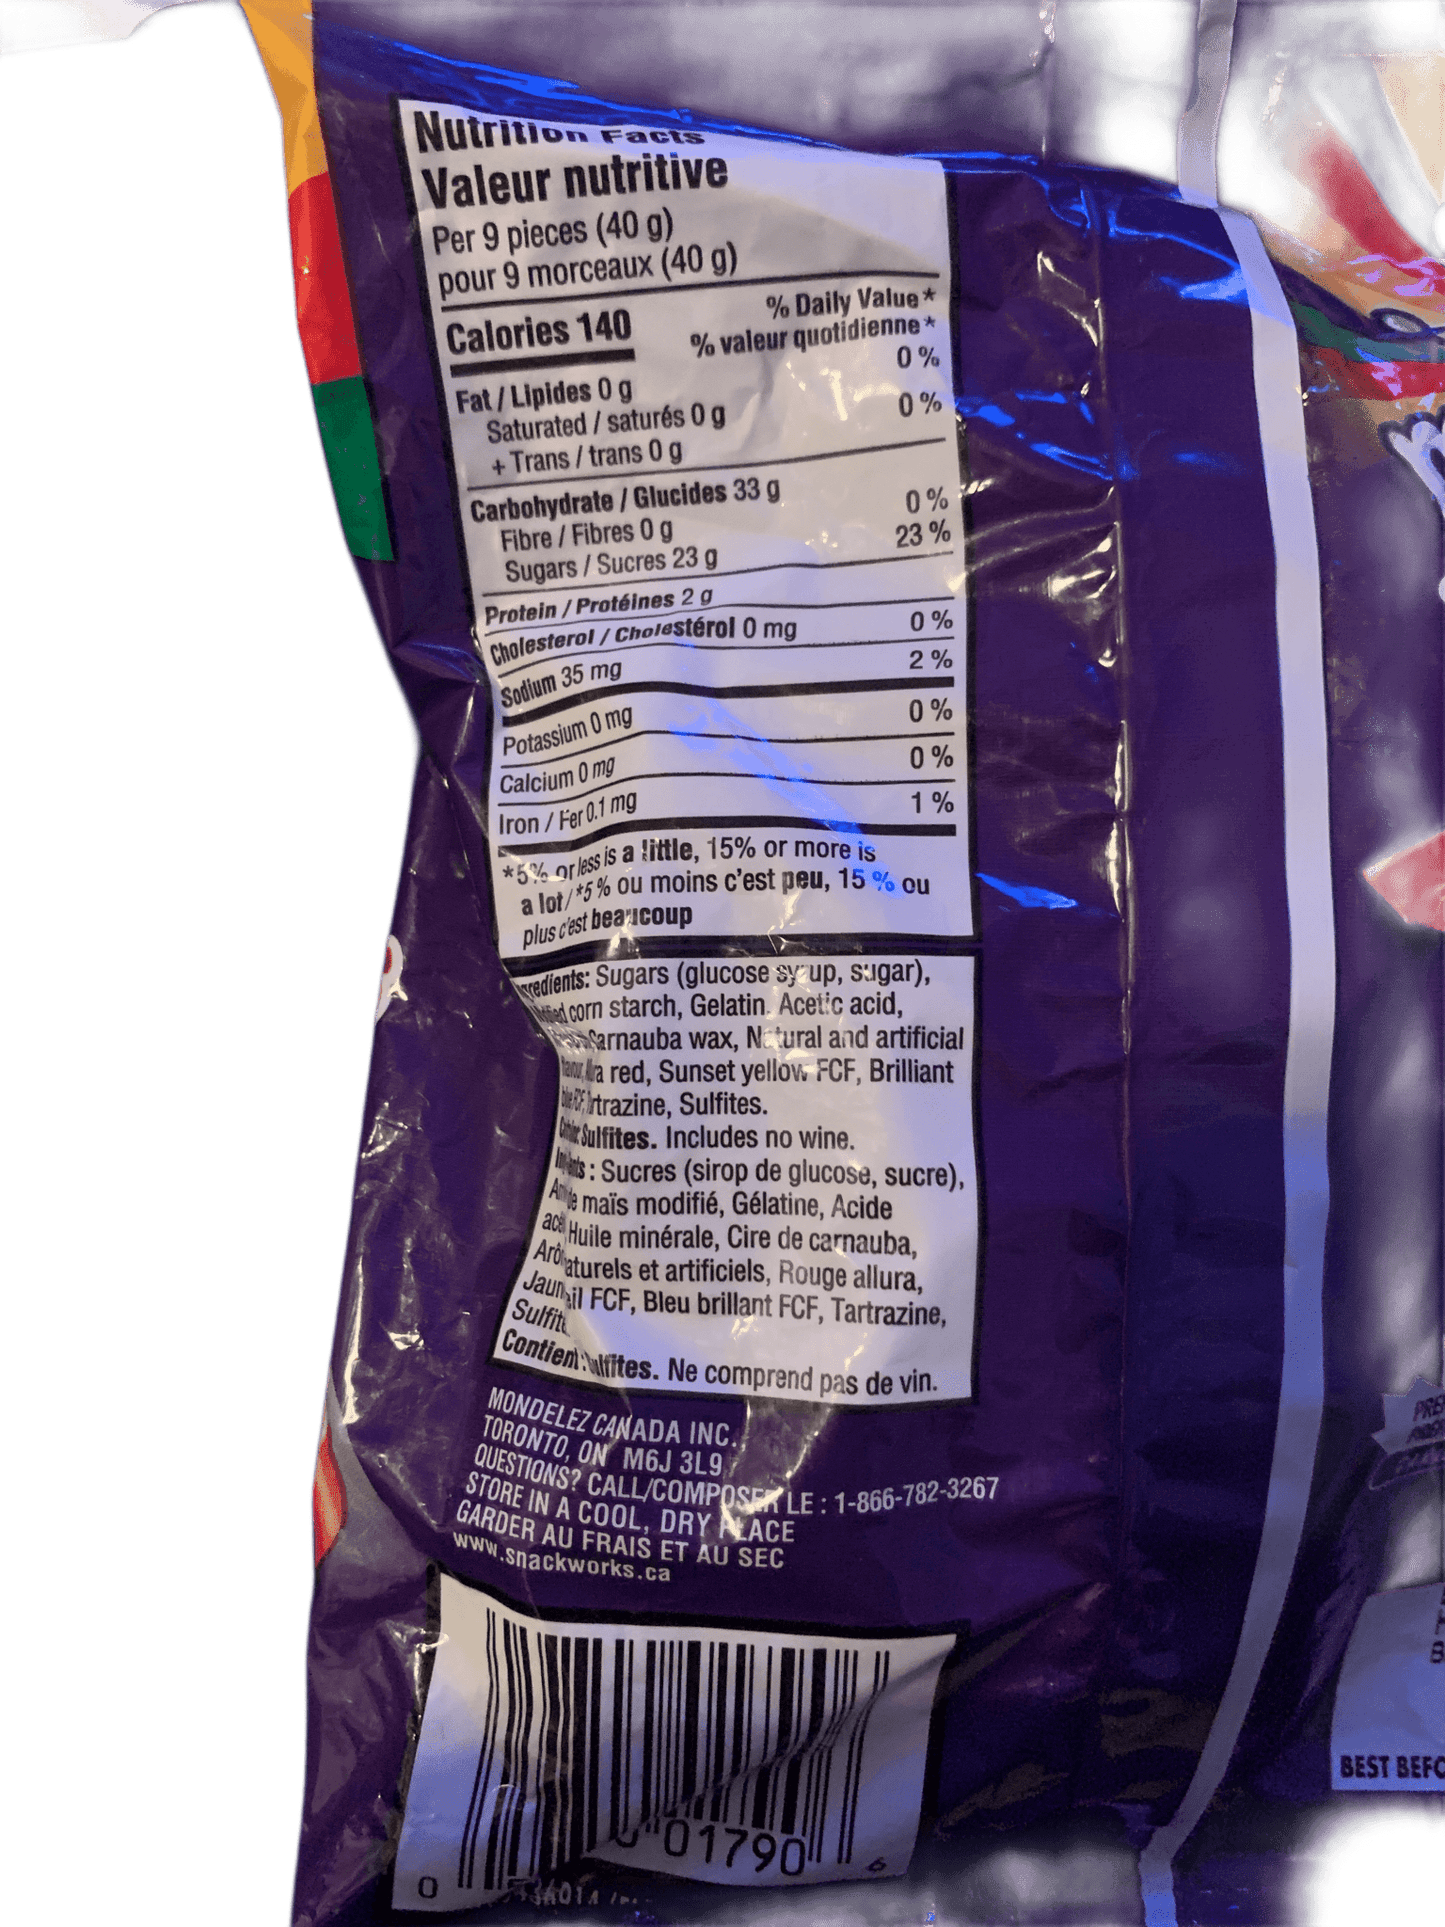 Nutrition Facts
Valeur nutritive
Per 9 pieces (40 g)
pour 9 morceaux (40 g)
% Daily Value*
Calories 140
% valeur quotidienne*
Fat / Lipides 0 g 0 %
Saturated / saturés 0 g 0 %
+ Trans / trans 0 g
Carbohydrate / Glucides 33 g
Fibre / Fibres 0 g 0 %
Sugars / Sucres 23 g 23 %
Protein / Protéines 2 g
Cholesterol / Cholestérol 0 mg 0 %
Sodium 35 mg 2 %
Potassium 0 mg 0 %
Calcium 0 mg 0 %
Iron / Fer 0.1 mg 1 %
*5% or less is a little, 15% or more is
a lot / *5 % ou moins c'est peu, 15 % ou
plus c'est beaucoup
Sugars (glucose syrup, sugar),
corn starch, Gelatin, Acetic acid,
Carnauba wax, Natural and artificial
red, Sunset yellow FCF, Brilliant
Sulfites.
Sulfites. Includes no wine.
: Sucres (sirop de glucose, sucre),
maïs modifié, Gélatine, Acide
Huile minérale, Cire de carnauba,
et artificiels, Rouge allura,
FCF, Bleu brillant FCF, Tartrazine,
Contient : Sulfites. Ne comprend pas de vin.
MONDELEZ CANADA INC.
TORONTO, ON M6J 3L9
QUESTIONS? CALL/COMPOSER LE : 1-866-782-3267
STORE IN A COOL, DRY PLACE
GARDER AU FRAIS ET AU SEC
www.snackworks.ca
0 01790 6
BEST